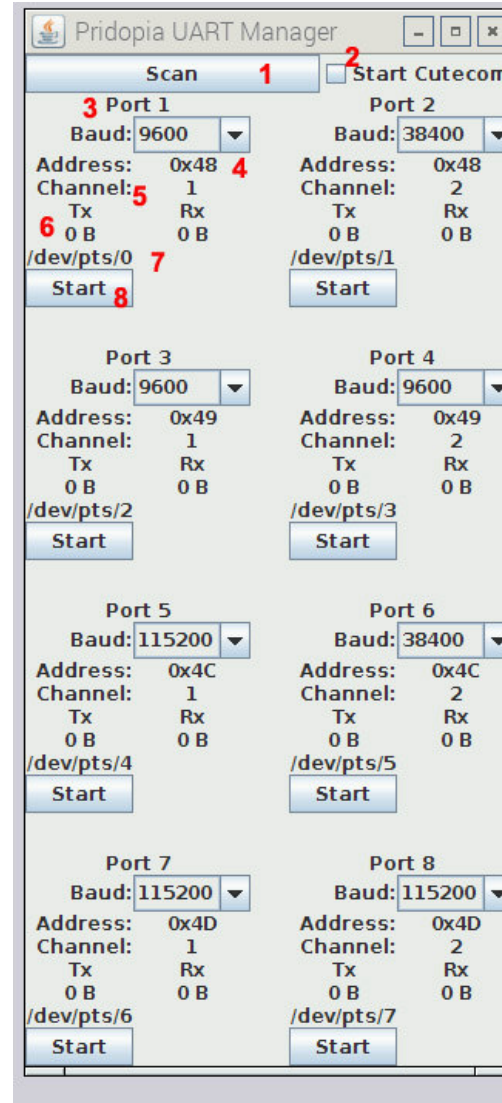 Pridopia UART Manager
Scan 1 2 Start Cutecom
3 Port 1 Port 2
Baud: 9600 Baud: 38400
Address: 0x48 4 Address: 0x48
Channel: 5 1 Channel: 2
Tx Rx Tx Rx
6 0 B 0 B 0 B 0 B
/dev/pts/0 7 /dev/pts/1
Start 8 Start
Port 3 Port 4
Baud: 9600 Baud: 9600
Address: 0x49 Address: 0x49
Channel: 1 Channel: 2
Tx Rx Tx Rx
0 B 0 B 0 B 0 B
/dev/pts/2 /dev/pts/3
Start Start
Port 5 Port 6
Baud: 115200 Baud: 38400
Address: 0x4C Address: 0x4C
Channel: 1 Channel: 2
Tx Rx Tx Rx
0 B 0 B 0 B 0 B
/dev/pts/4 /dev/pts/5
Start Start
Port 7 Port 8
Baud: 115200 Baud: 115200
Address: 0x4D Address: 0x4D
Channel: 1 Channel: 2
Tx Rx Tx Rx
0 B 0 B 0 B 0 B
/dev/pts/6 /dev/pts/7
Start Start